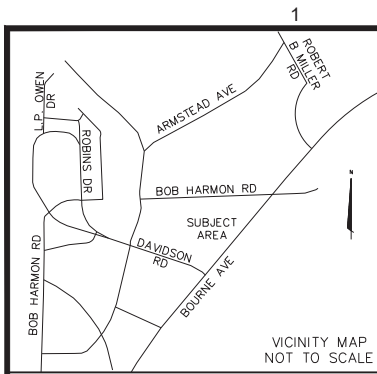 1
ROBERT
B MILLER
RD
L.P OWEN
DR
ARMSTEAD AVE
ROBINS DR
BOB HARMON RD
N
SUBJECT
AREA
DAVIDSON
RD
BOB HARMON RD
BOURNE AVE
VICINITY MAP
NOT TO SCALE